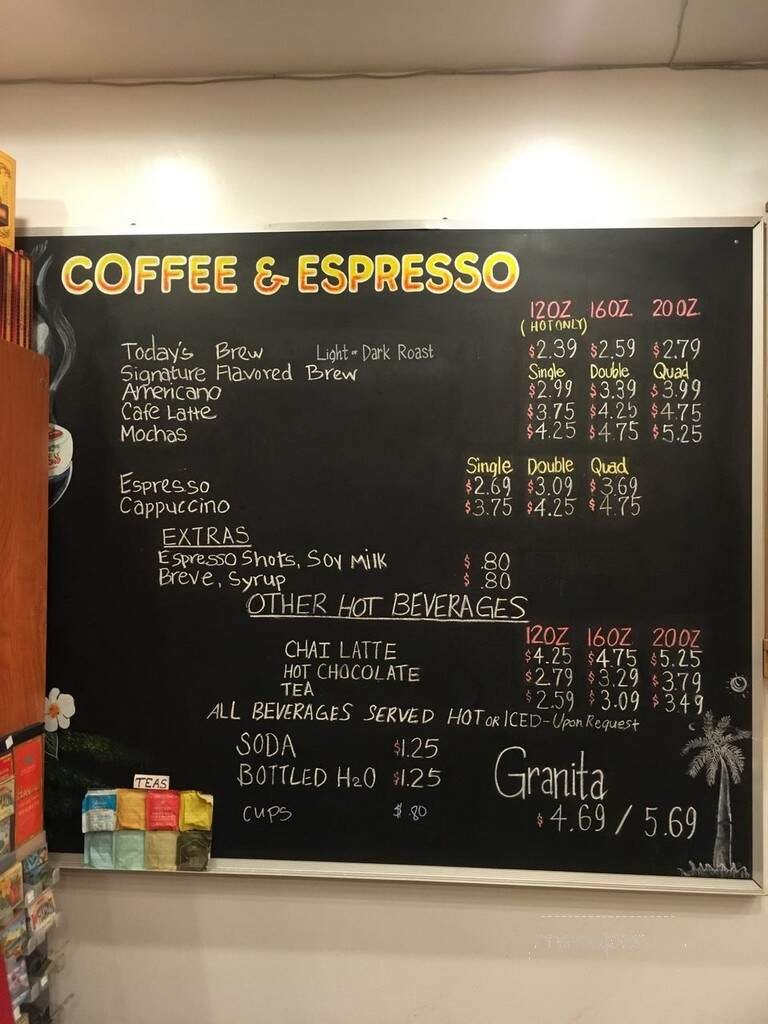 COFFEE & ESPRESSO
12OZ 16OZ 20OZ
(HOT ONLY)
Today's Brew Light or Dark Roast $2.39 $2.59 $2.79
Signature Flavored Brew Single Double Quad
Americano $2.99 $3.39 $3.99
Cafe Latte $3.75 $4.25 $4.75
Mochas $4.25 $4.75 $5.25
Single Double Quad
Espresso $2.69 $3.09 $3.69
Cappuccino $3.75 $4.25 $4.75
EXTRAS
Espresso Shots, Soy Milk $.80
Breve, Syrup $.80
OTHER HOT BEVERAGES
12OZ 16OZ 20OZ
CHAI LATTE $4.25 $4.75 $5.25
HOT CHOCOLATE $2.79 $3.29 $3.79
TEA $2.59 $3.09 $3.49
ALL BEVERAGES SERVED HOT or ICED - Upon Request
SODA $1.25
BOTTLED H2O $1.25
CUPS $.80
Granita
$4.69 / 5.69
TEAS